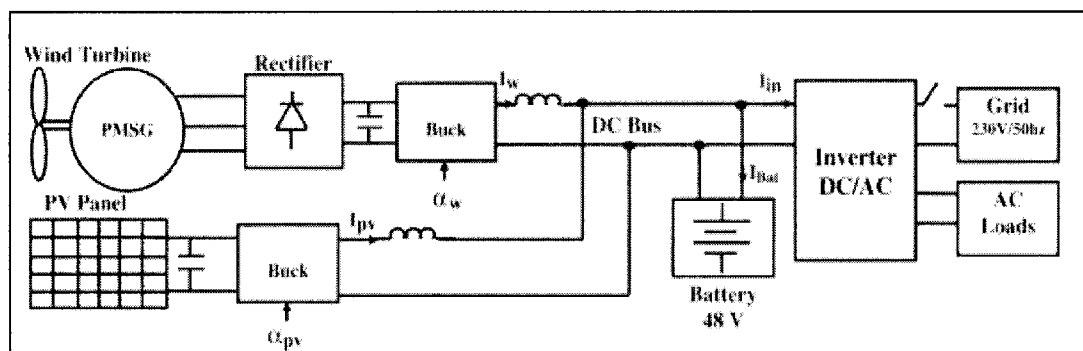 Wind Turbine
PMSG
Rectifier
Buck
Iw
αw
DC Bus
Iin
IBat
Inverter
DC/AC
Grid
230V/50hz
AC
Loads
PV Panel
Buck
Ipv
αpv
Battery
48 V